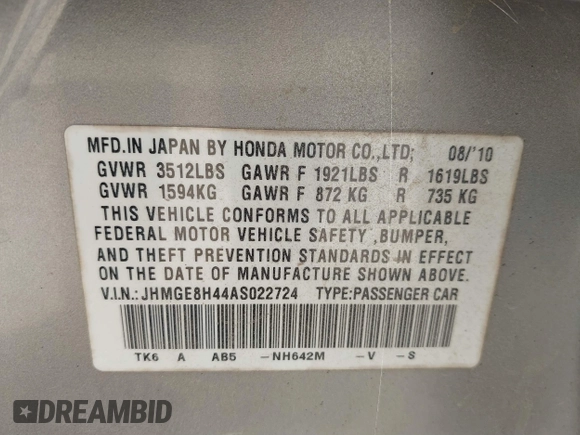 MFD.IN JAPAN BY HONDA MOTOR CO.,LTD; 08/'10
GVWR 3512LBS GAWR F 1921LBS R 1619LBS
GVWR 1594KG GAWR F 872 KG R 735 KG
THIS VEHICLE CONFORMS TO ALL APPLICABLE
FEDERAL MOTOR VEHICLE SAFETY ,BUMPER,
AND THEFT PREVENTION STANDARDS IN EFFECT
ON THE DATE OF MANUFACTURE SHOWN ABOVE.
V.I.N.: JHMGE8H44AS022724 TYPE:PASSENGER CAR
TK6 A AB5 -NH642M -V -S
DREAMBID